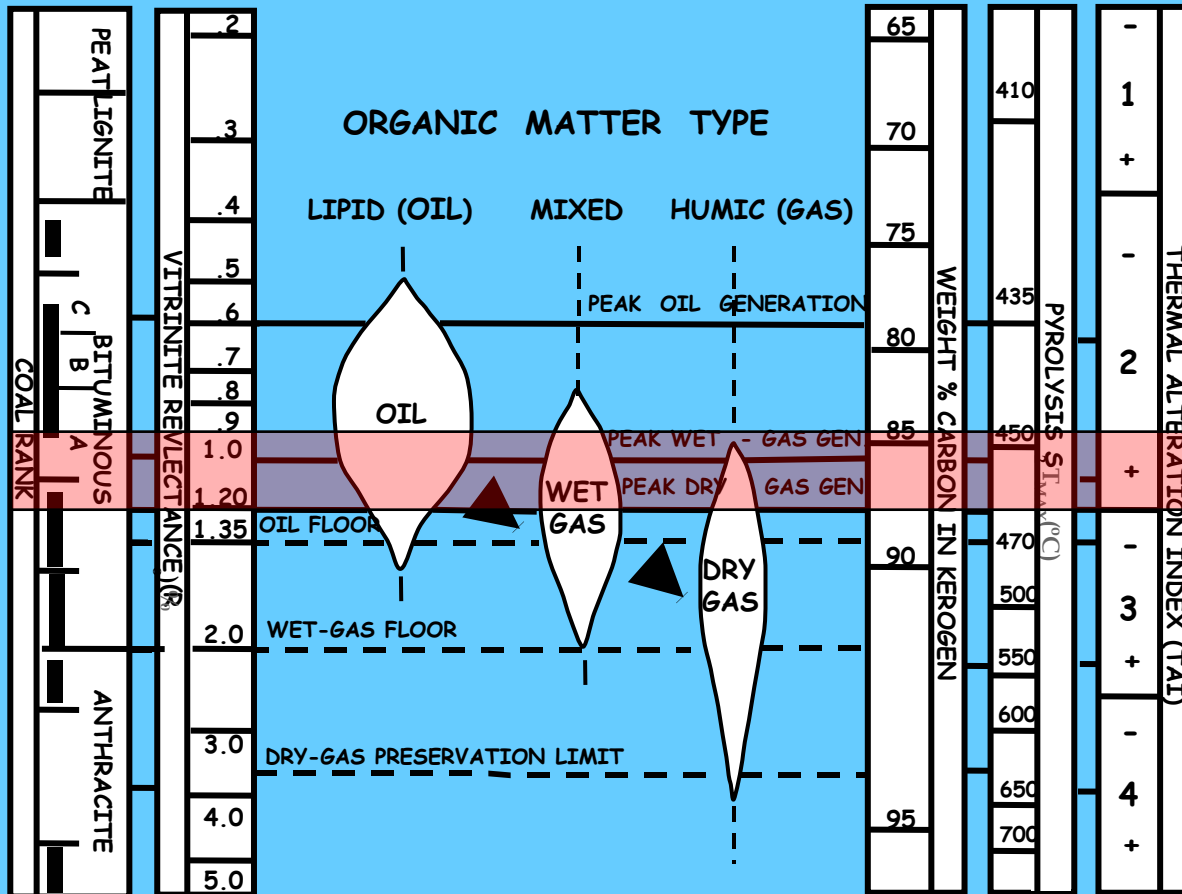 COAL RANK
PEAT
LIGNITE
BITUMINOUS
C
B
A
ANTHRACITE
VITRINITE REVLECTANCE)(R
.2
.3
.4
.5
.6
.7
.8
.9
1.0
1.20
1.35
2.0
3.0
4.0
5.0
ORGANIC MATTER TYPE
LIPID (OIL)
MIXED
HUMIC (GAS)
PEAK OIL GENERATION
OIL
PEAK WET - GAS GEN.
PEAK DRY GAS GEN
WET
GAS
OIL FLOOR
DRY
GAS
WET-GAS FLOOR
DRY-GAS PRESERVATION LIMIT
65
70
75
80
85
90
95
WEIGHT % CARBON IN KEROGEN
410
435
450
470
500
550
600
650
700
PYROLYSIS S TMAX(°C)
-
1
+
-
2
+
-
3
+
-
4
+
THERMAL ALTERATION INDEX (TAI)